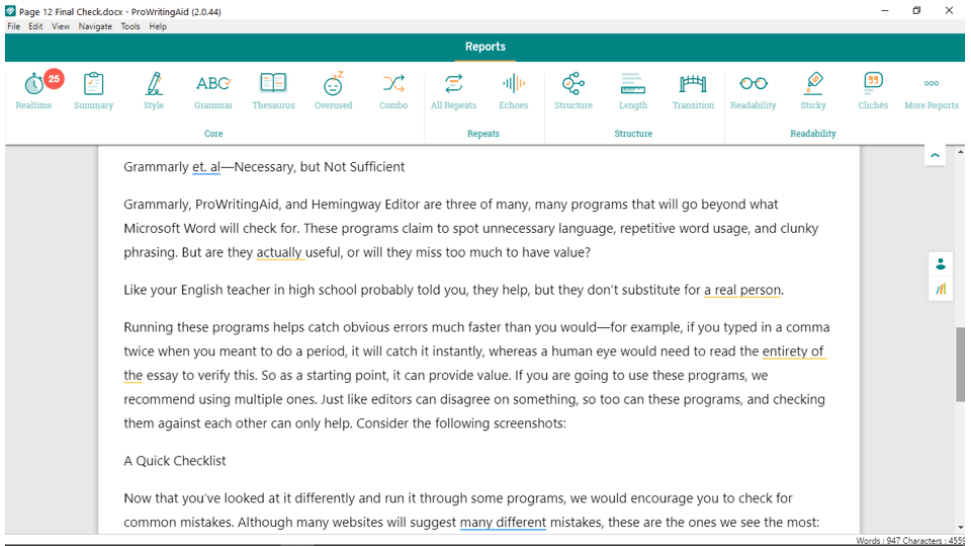 Page 12 Final Check.docx - ProWritingAid (2.0.44)
File Edit View Navigate Tools Help
Reports
25
ABC
Realtime Summary Style Grammar Thesaurus Overused Combo All Repeats Echoes Structure Length Transition Readability Sticky Clichés More Reports
Core Repeats Structure Readability
Grammarly et. al—Necessary, but Not Sufficient
Grammarly, ProWritingAid, and Hemingway Editor are three of many, many programs that will go beyond what
Microsoft Word will check for. These programs claim to spot unnecessary language, repetitive word usage, and clunky
phrasing. But are they actually useful, or will they miss too much to have value?
Like your English teacher in high school probably told you, they help, but they don't substitute for a real person.
Running these programs helps catch obvious errors much faster than you would—for example, if you typed in a comma
twice when you meant to do a period, it will catch it instantly, whereas a human eye would need to read the entirety of
the essay to verify this. So as a starting point, it can provide value. If you are going to use these programs, we
recommend using multiple ones. Just like editors can disagree on something, so too can these programs, and checking
them against each other can only help. Consider the following screenshots:
A Quick Checklist
Now that you've looked at it differently and run it through some programs, we would encourage you to check for
common mistakes. Although many websites will suggest many different mistakes, these are the ones we see the most:
Words : 947 Characters : 4559